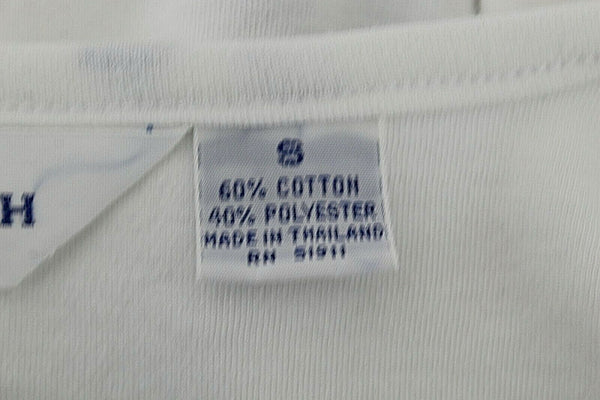 H
S
60% COTTON
40% POLYESTER
MADE IN THAILAND
RN 51911